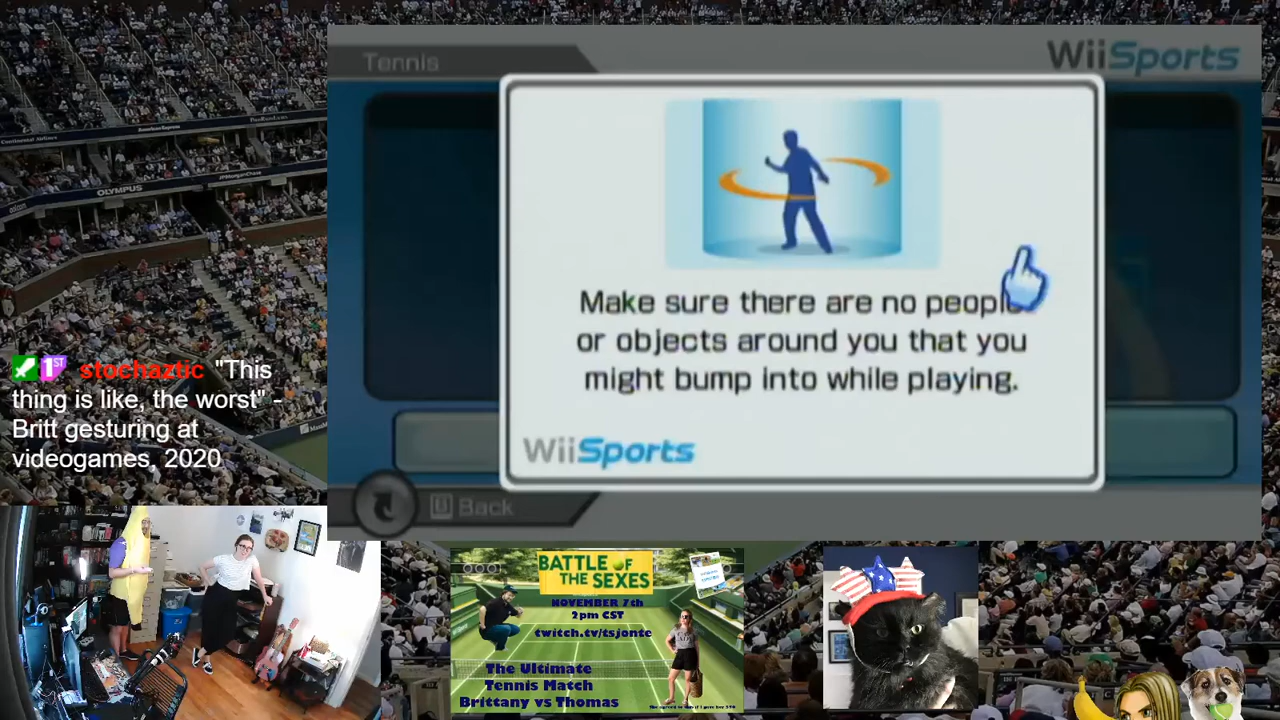 Tennis
WiiSports
Make sure there are no people
or objects around you that you
might bump into while playing.
WiiSports
Back
OLYMPUS
1ST
stochaztic "This
thing is like, the worst" -
Britt gesturing at
videogames, 2020
BATTLE OF
THE SEXES
NOVEMBER 7th
2pm CST
twitch.tv/tsjonte
The Ultimate
Tennis Match
Brittany vs Thomas